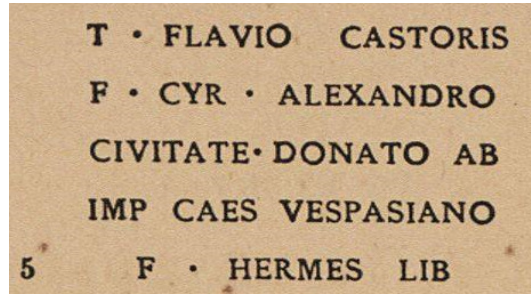 T · FLAVIO CASTORIS
F · CYR · ALEXANDRO
CIVITATE· DONATO AB
IMP CAES VESPASIANO
5 F · HERMES LIB